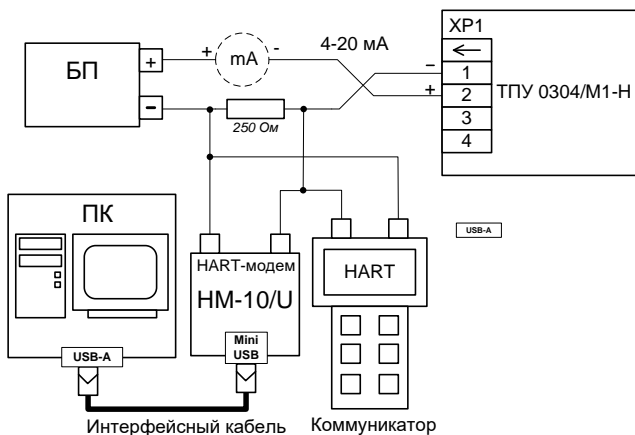 XP1
БП
+
−
+
mA
-
4-20 мА
250 Ом
−
+
←
1
2
3
4
ТПУ 0304/М1-Н
USB-A
ПК
USB-A
HART-модем
НМ-10/U
Mini
USB
HART
Интерфейсный кабель
Коммуникатор